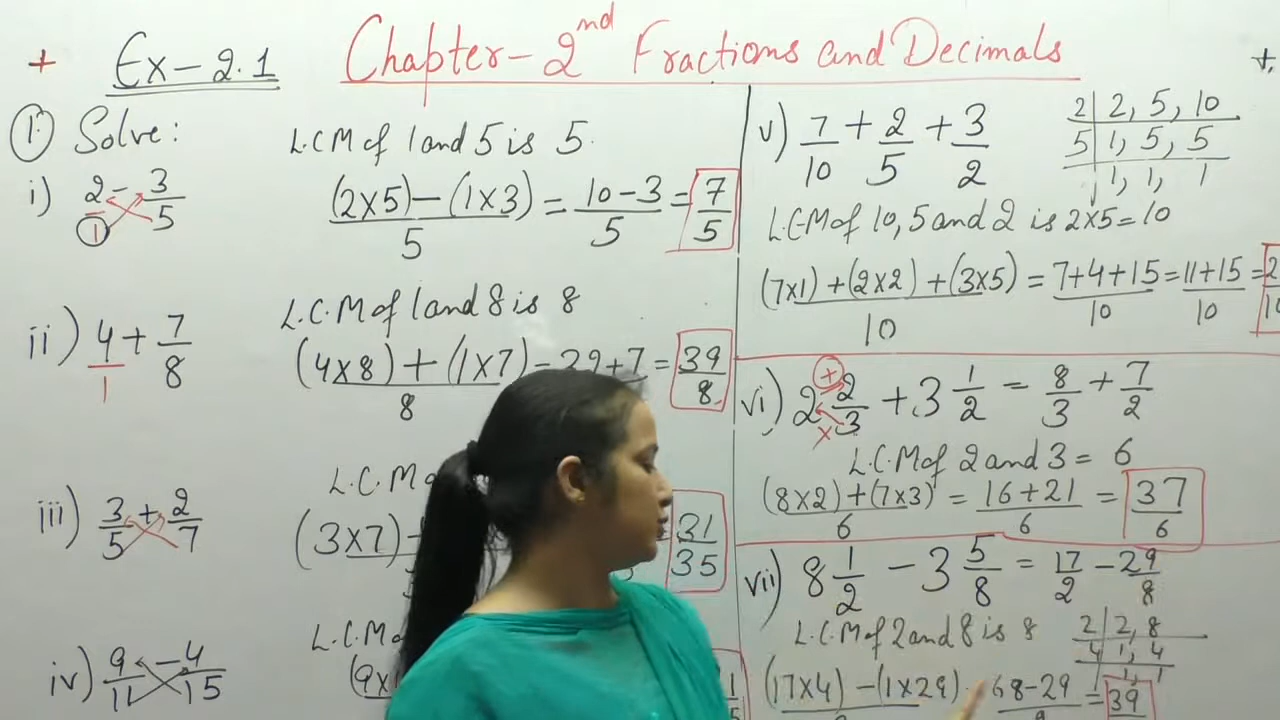 + Ex-2.1 Chapter-2nd Fractions and Decimals +
① Solve:
L.C.M of 1 and 5 is 5.
i) 2/1 - 3/5
(2×5)-(1×3)/5 = 10-3/5 = 7/5
L.C.M of 1 and 8 is 8
ii) 4/1 + 7/8
(4×8)+(1×7)/8 = 39/8
L.C.M
iii) 3/5 + 2/7
(3×7) 31/35
L.C.M
iv) 9/11 - 4/15
v) 7/10 + 2/5 + 3/2
2 | 2, 5, 10
5 | 1, 5, 5
1, 1, 1
L.C.M of 10, 5 and 2 is 2×5=10
(7×1)+(2×2)+(3×5)/10 = 7+4+15/10 = 11+15/10 =
vi) 2 2/3 + 3 1/2 = 8/3 + 7/2
+
×
L.C.M of 2 and 3 = 6
(8×2)+(7×3)/6 = 16+21/6 = 37/6
vii) 8 1/2 - 3 5/8 = 17/2 - 29/8
L.C.M of 2 and 8 is 8
2 | 2, 8
4 | 1, 4
1, 1
(17×4)-(1×29) 68-29 = 39